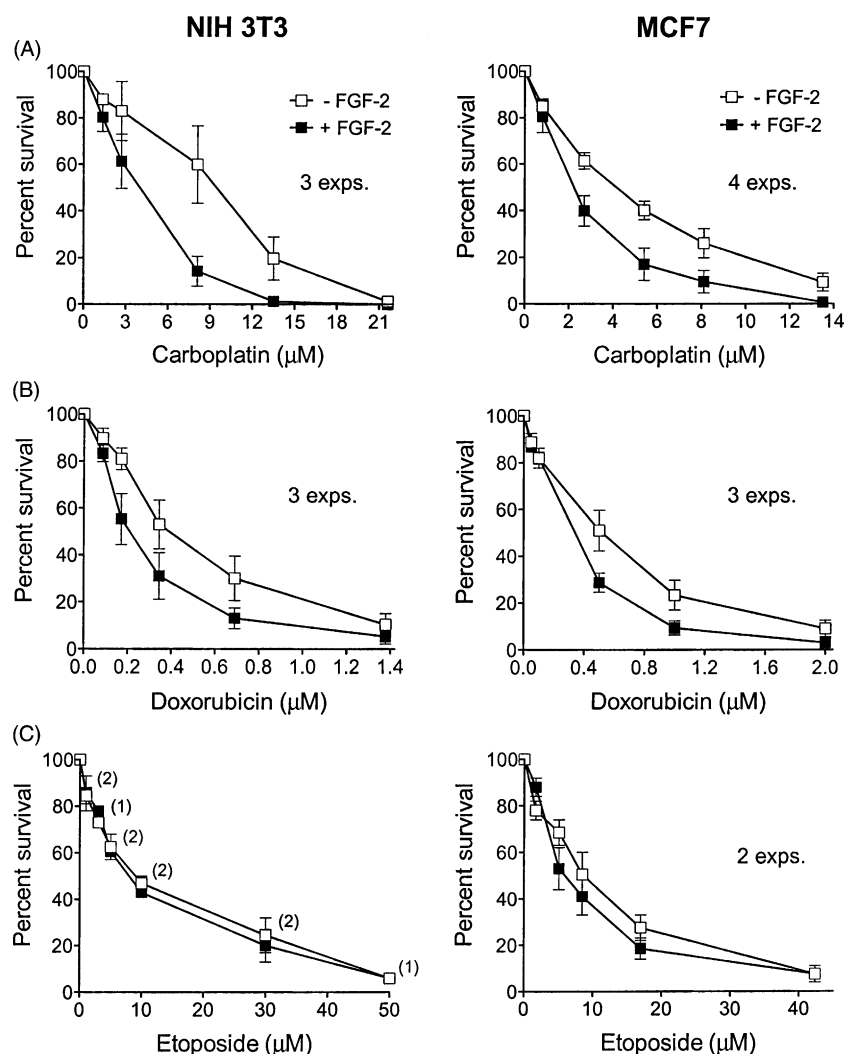 NIH 3T3
MCF7
(A)
Percent survival
100
80
60
40
20
0
- FGF-2
+ FGF-2
3 exps.
0 3 6 9 12 15 18 21
Carboplatin (μM)
Percent survival
100
80
60
40
20
0
- FGF-2
+ FGF-2
4 exps.
0 2 4 6 8 10 12 14
Carboplatin (μM)
(B)
Percent survival
100
80
60
40
20
0
3 exps.
0.0 0.2 0.4 0.6 0.8 1.0 1.2 1.4
Doxorubicin (μM)
Percent survival
100
80
60
40
20
0
3 exps.
0.0 0.4 0.8 1.2 1.6 2.0
Doxorubicin (μM)
(C)
Percent survival
100
80
60
40
20
0
(2)
(1)
(2)
(2)
(2)
(1)
0 10 20 30 40 50
Etoposide (μM)
Percent survival
100
80
60
40
20
0
2 exps.
0 10 20 30 40
Etoposide (μM)